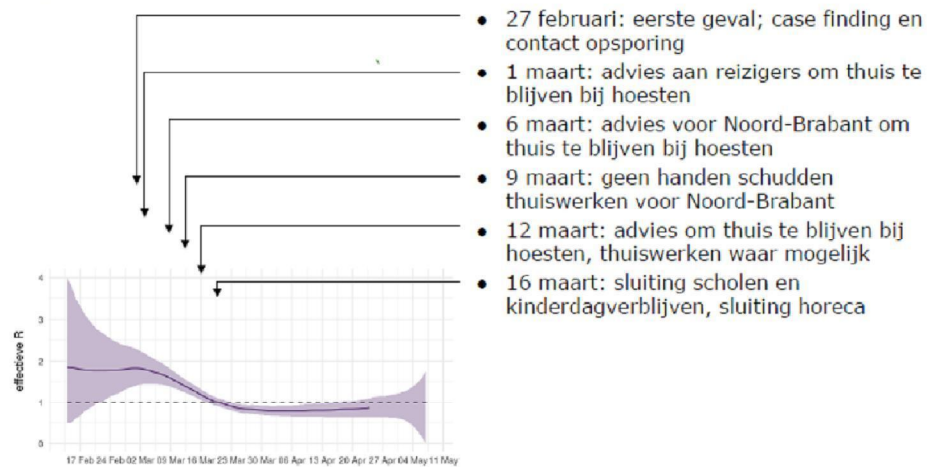 ● 27 februari: eerste geval; case finding en
contact opsporing
● 1 maart: advies aan reizigers om thuis te
blijven bij hoesten
● 6 maart: advies voor Noord-Brabant om
thuis te blijven bij hoesten
● 9 maart: geen handen schudden
thuiswerken voor Noord-Brabant
● 12 maart: advies om thuis te blijven bij
hoesten, thuiswerken waar mogelijk
● 16 maart: sluiting scholen en
kinderdagverblijven, sluiting horeca
effectieve R
4
3
2
1
0
17 Feb 24 Feb 02 Mar 09 Mar 16 Mar 23 Mar 30 Mar 06 Apr 13 Apr 20 Apr 27 Apr 04 May 11 May